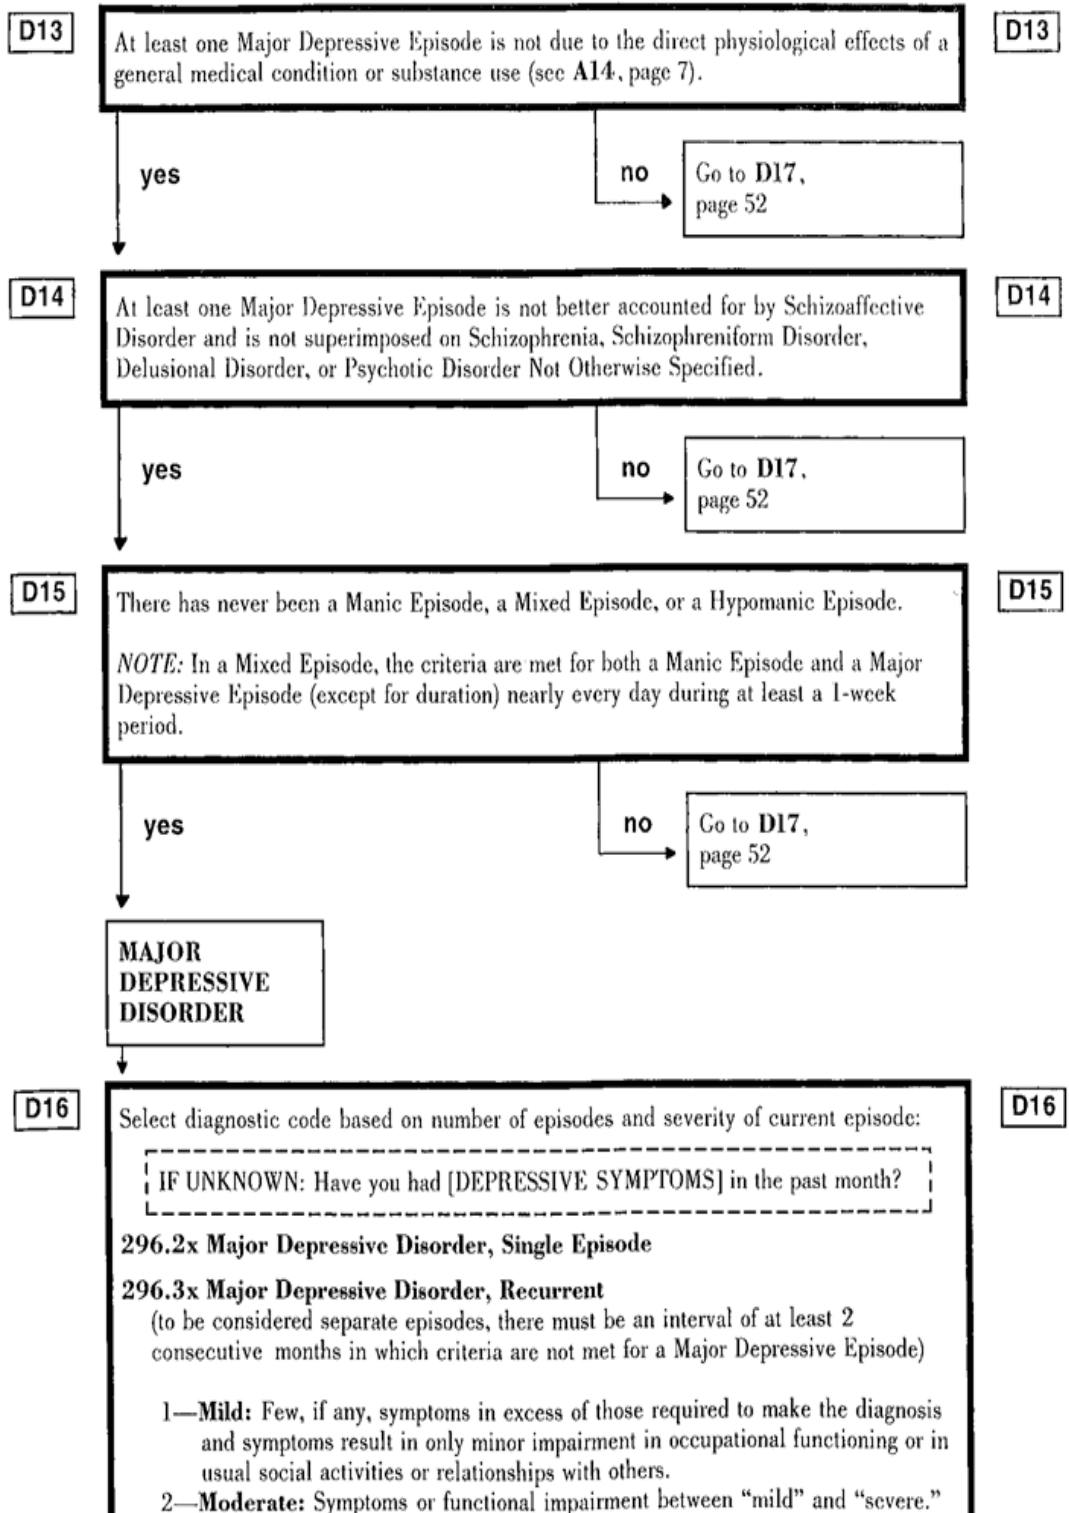 D13
D13
At least one Major Depressive Episode is not due to the direct physiological effects of a
general medical condition or substance use (see A14, page 7).
yes
no
Go to D17,
page 52
D14
D14
At least one Major Depressive Episode is not better accounted for by Schizoaffective
Disorder and is not superimposed on Schizophrenia, Schizophreniform Disorder,
Delusional Disorder, or Psychotic Disorder Not Otherwise Specified.
yes
no
Go to D17,
page 52
D15
D15
There has never been a Manic Episode, a Mixed Episode, or a Hypomanic Episode.
NOTE: In a Mixed Episode, the criteria are met for both a Manic Episode and a Major
Depressive Episode (except for duration) nearly every day during at least a 1-week
period.
yes
no
Go to D17,
page 52
MAJOR
DEPRESSIVE
DISORDER
D16
D16
Select diagnostic code based on number of episodes and severity of current episode:
IF UNKNOWN: Have you had [DEPRESSIVE SYMPTOMS] in the past month?
296.2x Major Depressive Disorder, Single Episode
296.3x Major Depressive Disorder, Recurrent
(to be considered separate episodes, there must be an interval of at least 2
consecutive months in which criteria are not met for a Major Depressive Episode)
1—Mild: Few, if any, symptoms in excess of those required to make the diagnosis
and symptoms result in only minor impairment in occupational functioning or in
usual social activities or relationships with others.
2—Moderate: Symptoms or functional impairment between “mild” and “severe.”